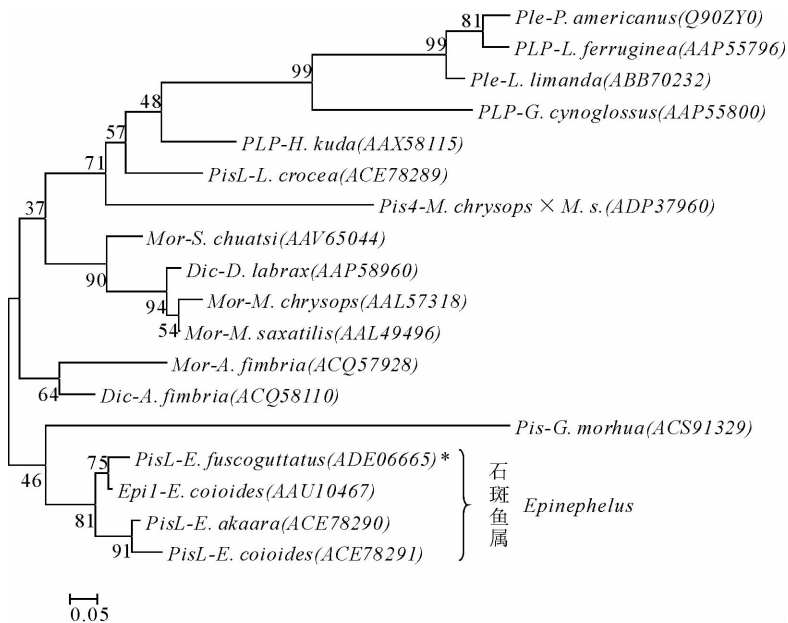 81
Ple-P. americanus(Q90ZY0)
99
PLP-L. ferruginea(AAP55796)
99
Ple-L. limanda(ABB70232)
48
PLP-G. cynoglossus(AAP55800)
57
PLP-H. kuda(AAX58115)
71
PisL-L. crocea(ACE78289)
37
Pis4-M. chrysops × M. s.(ADP37960)
Mor-S. chuatsi(AAV65044)
90
Dic-D. labrax(AAP58960)
94
Mor-M. chrysops(AAL57318)
54
Mor-M. saxatilis(AAL49496)
Mor-A. fimbria(ACQ57928)
64
Dic-A. fimbria(ACQ58110)
Pis-G. morhua(ACS91329)
46
75
PisL-E. fuscoguttatus(ADE06665)*
Epi1-E. coioides(AAU10467)
81
PisL-E. akaara(ACE78290)
91
PisL-E. coioides(ACE78291)
石斑鱼属
Epinephelus
0.05